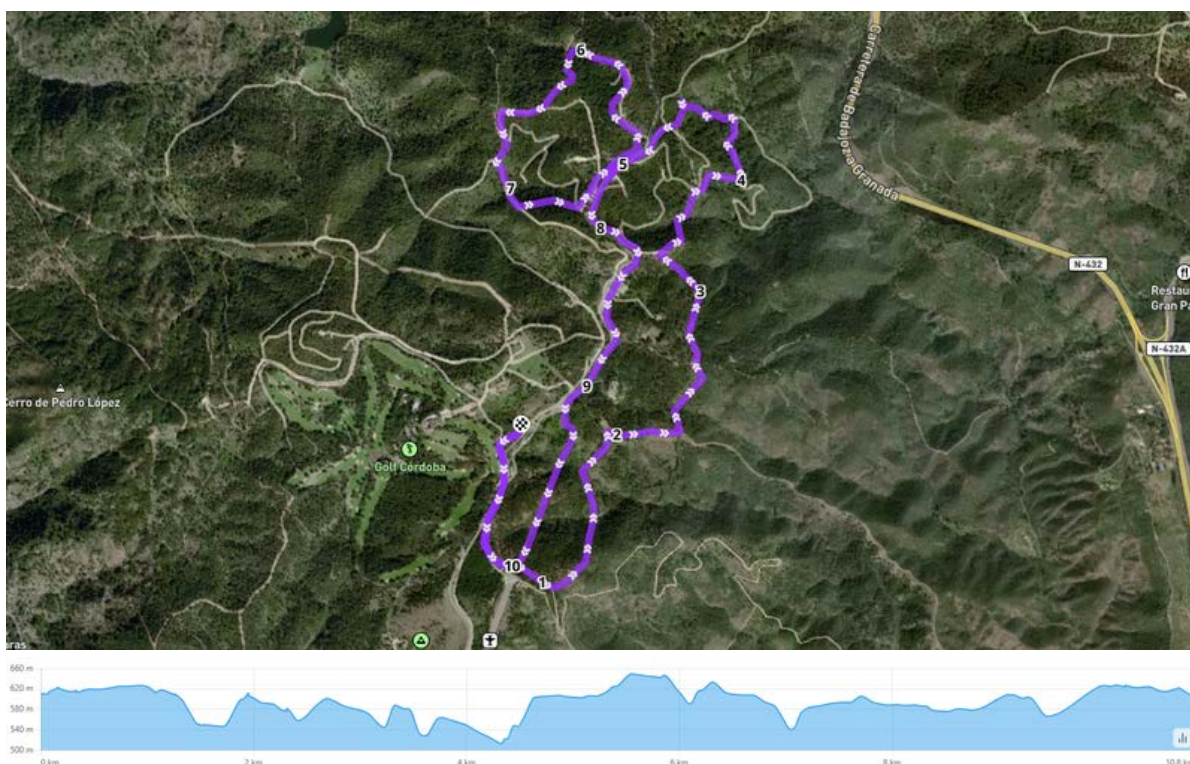 6
Carretera de Badajoz a Granada
5
4
7
8
N-432
3
Restau
Gran Pa
N-432A
Cerro de Pedro López
9
2
Golf Córdoba
10
1
aras
660 m
620 m
580 m
540 m
500 m
0 km
2 km
4 km
6 km
8 km
10.8 km